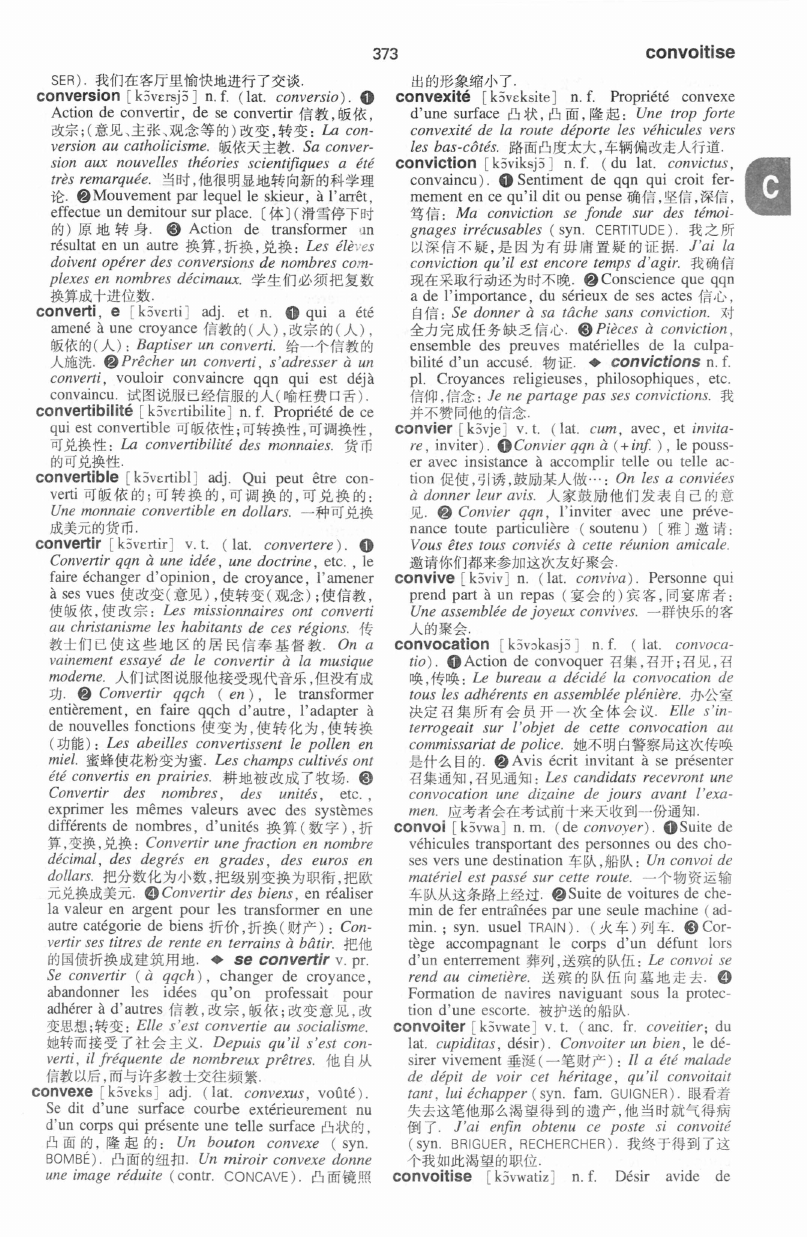 373
convoitise
SER). 我们在客厅里愉快地进行了交谈.
conversion [kɔ̃vɛrsjɔ̃] n. f. (lat. conversio). ❶
Action de convertir, de se convertir 信教,皈依,
改宗;(意见、主张、观念等的)改变,转变: La con-
version au catholicisme. 皈依天主教. Sa conver-
sion aux nouvelles théories scientifiques a été
très remarquée. 当时,他很明显地转向新的科学理
论. ❷Mouvement par lequel le skieur, à l'arrêt,
effectue un demitour sur place. 〔体〕(滑雪停下时
的)原地转身. ❸ Action de transformer un
résultat en un autre 换算,折换,兑换: Les élèves
doivent opérer des conversions de nombres com-
plexes en nombres décimaux. 学生们必须把复数
换算成十进位数.
converti, e [kɔ̃vɛrti] adj. et n. ❶ qui a été
amené à une croyance 信教的(人),改宗的(人),
皈依的(人): Baptiser un converti. 给一个信教的
人施洗. ❷Prêcher un converti, s'adresser à un
converti, vouloir convaincre qqn qui est déjà
convaincu. 试图说服已经信服的人(喻枉费口舌).
convertibilité [kɔ̃vɛrtibilite] n. f. Propriété de ce
qui est convertible 可皈依性;可转换性,可调换性,
可兑换性: La convertibilité des monnaies. 货币
的可兑换性.
convertible [kɔ̃vɛrtibl] adj. Qui peut être con-
verti 可皈依的;可转换的,可调换的,可兑换的:
Une monnaie convertible en dollars. 一种可兑换
成美元的货币.
convertir [kɔ̃vɛrtir] v. t. (lat. convertere). ❶
Convertir qqn à une idée, une doctrine, etc. , le
faire échanger d'opinion, de croyance, l'amener
à ses vues 使改变(意见),使转变(观念);使信教,
使皈依,使改宗: Les missionnaires ont converti
au christanisme les habitants de ces régions. 传
教士们已使这些地区的居民信奉基督教. On a
vainement essayé de le convertir à la musique
moderne. 人们试图说服他接受现代音乐,但没有成
功. ❷ Convertir qqch (en), le transformer
entièrement, en faire qqch d'autre, l'adapter à
de nouvelles fonctions 使变为,使转化为,使转换
(功能): Les abeilles convertissent le pollen en
miel. 蜜蜂使花粉变为蜜. Les champs cultivés ont
été convertis en prairies. 耕地被改成了牧场. ❸
Convertir des nombres, des unités, etc. ,
exprimer les mêmes valeurs avec des systèmes
différents de nombres, d'unités 换算(数字),折
算,变换,兑换: Convertir une fraction en nombre
décimal, des degrés en grades, des euros en
dollars. 把分数化为小数,把级别变换为职衔,把欧
元兑换成美元. ❹Convertir des biens, en réaliser
la valeur en argent pour les transformer en une
autre catégorie de biens 折价,折换(财产): Con-
vertir ses titres de rente en terrains à bâtir. 把他
的国债折换成建筑用地. ◆ se convertir v. pr.
Se convertir (à qqch), changer de croyance,
abandonner les idées qu'on professait pour
adhérer à d'autres 信教,改宗,皈依;改变意见,改
变思想;转变: Elle s'est convertie au socialisme.
她转而接受了社会主义. Depuis qu'il s'est con-
verti, il fréquente de nombreux prêtres. 他自从
信教以后,而与许多教士交往频繁.
convexe [kɔ̃vɛks] adj. (lat. convexus, voûté).
Se dit d'une surface courbe extérieurement nu
d'un corps qui présente une telle surface 凸状的,
凸面的,隆起的: Un bouton convexe (syn.
BOMBÉ). 凸面的纽扣. Un miroir convexe donne
une image réduite (contr. CONCAVE). 凸面镜照
出的形象缩小了.
convexité [kɔ̃vɛksite] n. f. Propriété convexe
d'une surface 凸状,凸面,隆起: Une trop forte
convexité de la route déporte les véhicules vers
les bas-côtés. 路面凸度太大,车辆偏改走人行道.
conviction [kɔ̃viksjɔ̃] n. f. (du lat. convictus,
convaincu). ❶ Sentiment de qqn qui croit fer-
mement en ce qu'il dit ou pense 确信,坚信,深信,
笃信: Ma conviction se fonde sur des témoi-
gnages irrécusables (syn. CERTITUDE). 我之所
以深信不疑,是因为有毋庸置疑的证据. J'ai la
conviction qu'il est encore temps d'agir. 我确信
现在采取行动还为时不晚. ❷Conscience que qqn
a de l'importance, du sérieux de ses actes 信心,
自信: Se donner à sa tâche sans conviction. 对
全力完成任务缺乏信心. ❸ Pièces à conviction,
ensemble des preuves matérielles de la culpa-
bilité d'un accusé. 物证. ◆ convictions n. f.
pl. Croyances religieuses, philosophiques, etc.
信仰,信念: Je ne partage pas ses convictions. 我
并不赞同他的信念.
convier [kɔ̃vje] v. t. (lat. cum, avec, et invita-
re, inviter). ❶Convier qqn à (+inf. ), le pouss-
er avec insistance à accomplir telle ou telle ac-
tion 促使,引诱,鼓励某人做…: On les a conviées
à donner leur avis. 人家鼓励他们发表自己的意
见. ❷ Convier qqn, l'inviter avec une préve-
nance toute particulière (soutenu)〔雅〕邀请:
Vous êtes tous conviés à cette réunion amicale.
邀请你们都来参加这次友好聚会.
convive [kɔ̃viv] n. (lat. conviva). Personne qui
prend part à un repas (宴会的)宾客,同宴席者:
Une assemblée de joyeux convives. 一群快乐的客
人的聚会.
convocation [kɔ̃vɔkasjɔ̃] n. f. (lat. convoca-
tio). ❶Action de convoquer 召集,召开;召见,召
唤,传唤: Le bureau a décidé la convocation de
tous les adhérents en assemblée plénière. 办公室
决定召集所有会员开一次全体会议. Elle s'in-
terrogeait sur l'objet de cette convocation au
commissariat de police. 她不明白警察局这次传唤
是什么目的. ❷Avis écrit invitant à se présenter
召集通知,召见通知: Les candidats recevront une
convocation une dizaine de jours avant l'exa-
men. 应考者会在考试前十来天收到一份通知.
convoi [kɔ̃vwa] n. m. (de convoyer). ❶Suite de
véhicules transportant des personnes ou des cho-
ses vers une destination 车队,船队: Un convoi de
matériel est passé sur cette route. 一个物资运输
车队从这条路上经过. ❷Suite de voitures de che-
min de fer entraînées par une seule machine (ad-
min. ; syn. usuel TRAIN). (火车)列车. ❸ Cor-
tège accompagnant le corps d'un défunt lors
d'un enterrement 葬列,送殡的队伍: Le convoi se
rend au cimetière. 送殡的队伍向墓地走去. ❹
Formation de navires naviguant sous la protec-
tion d'une escorte. 被护送的船队.
convoiter [kɔ̃vwate] v. t. (anc. fr. coveitier; du
lat. cupiditas, désir). Convoiter un bien, le dé-
sirer vivement 垂涎(一笔财产): Il a été malade
de dépit de voir cet héritage, qu'il convoitait
tant, lui échapper (syn. fam. GUIGNER). 眼看着
失去这笔他那么渴望得到的遗产,他当时就气得病
倒了. J'ai enfin obtenu ce poste si convoité
(syn. BRIGUER, RECHERCHER). 我终于得到了这
个我如此渴望的职位.
convoitise [kɔ̃vwatiz] n. f. Désir avide de
C